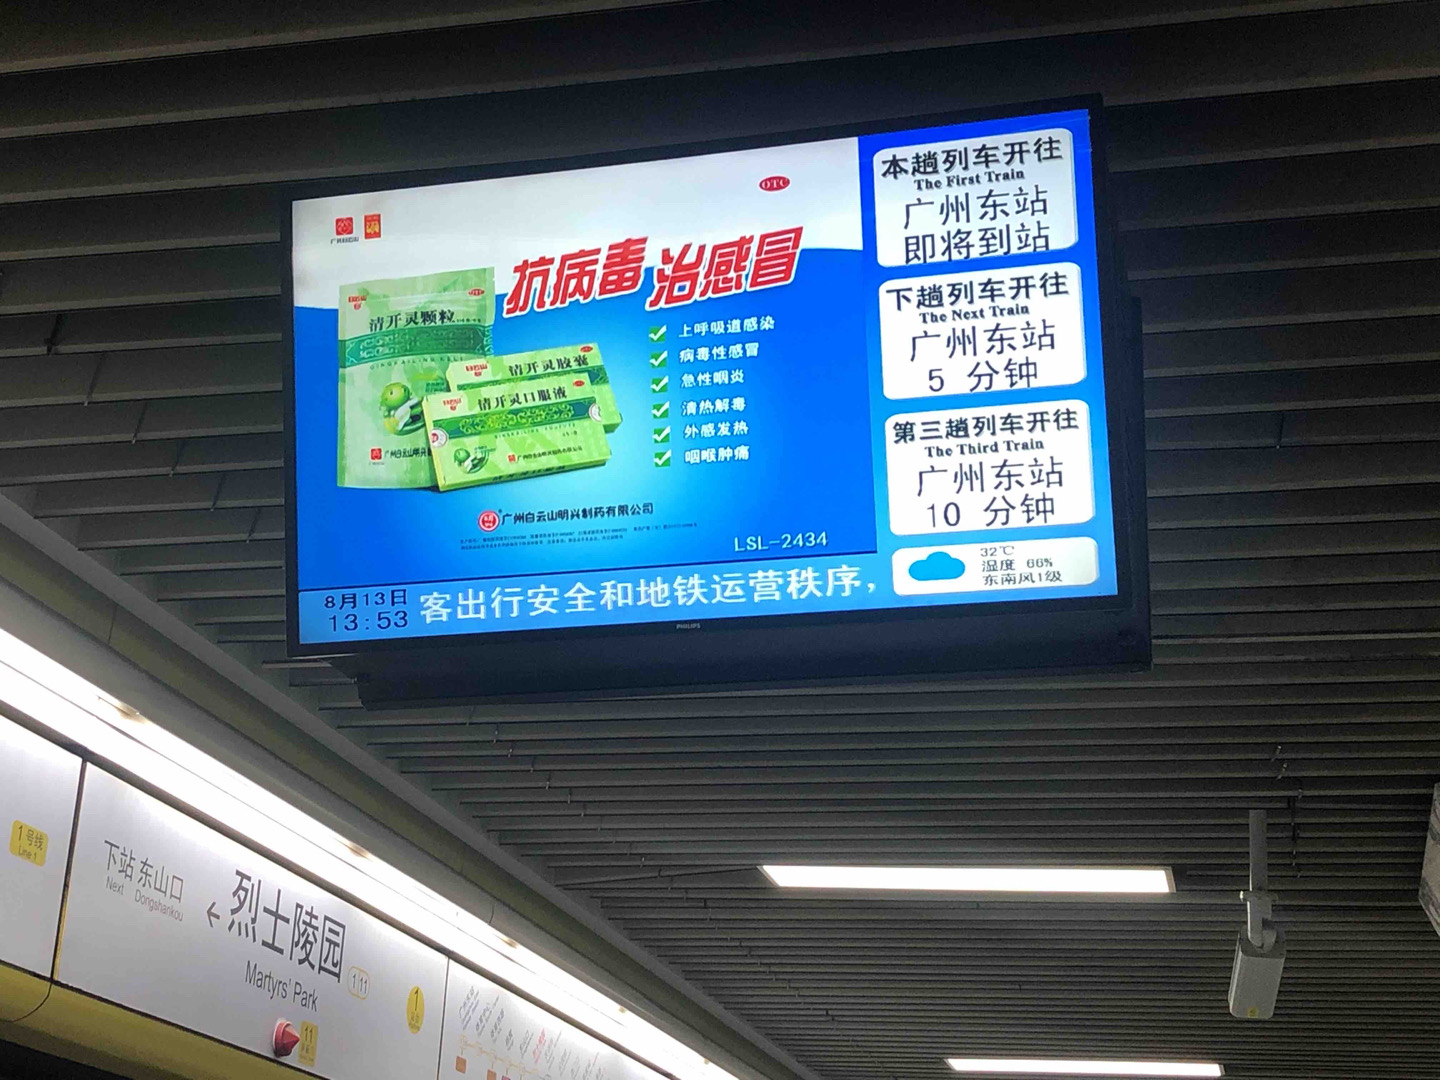 OTC
抗病毒 治感冒
清开灵颗粒
清开灵胶囊
清开灵口服液
上呼吸道感染
病毒性感冒
急性咽炎
清热解毒
外感发热
咽喉肿痛
广州白云山明兴制药有限公司
LSL-2434
本趟列车开往
The First Train
广州东站
即将到站
下趟列车开往
The Next Train
广州东站
5 分钟
第三趟列车开往
The Third Train
广州东站
10 分钟
32℃
湿度 66%
东南风1级
8月13日
13:53
客出行安全和地铁运营秩序，
PHILIPS
1号线
Line 1
下站 东山口
Next Dongshankou
← 烈士陵园
Martyrs' Park
1 11
1
11